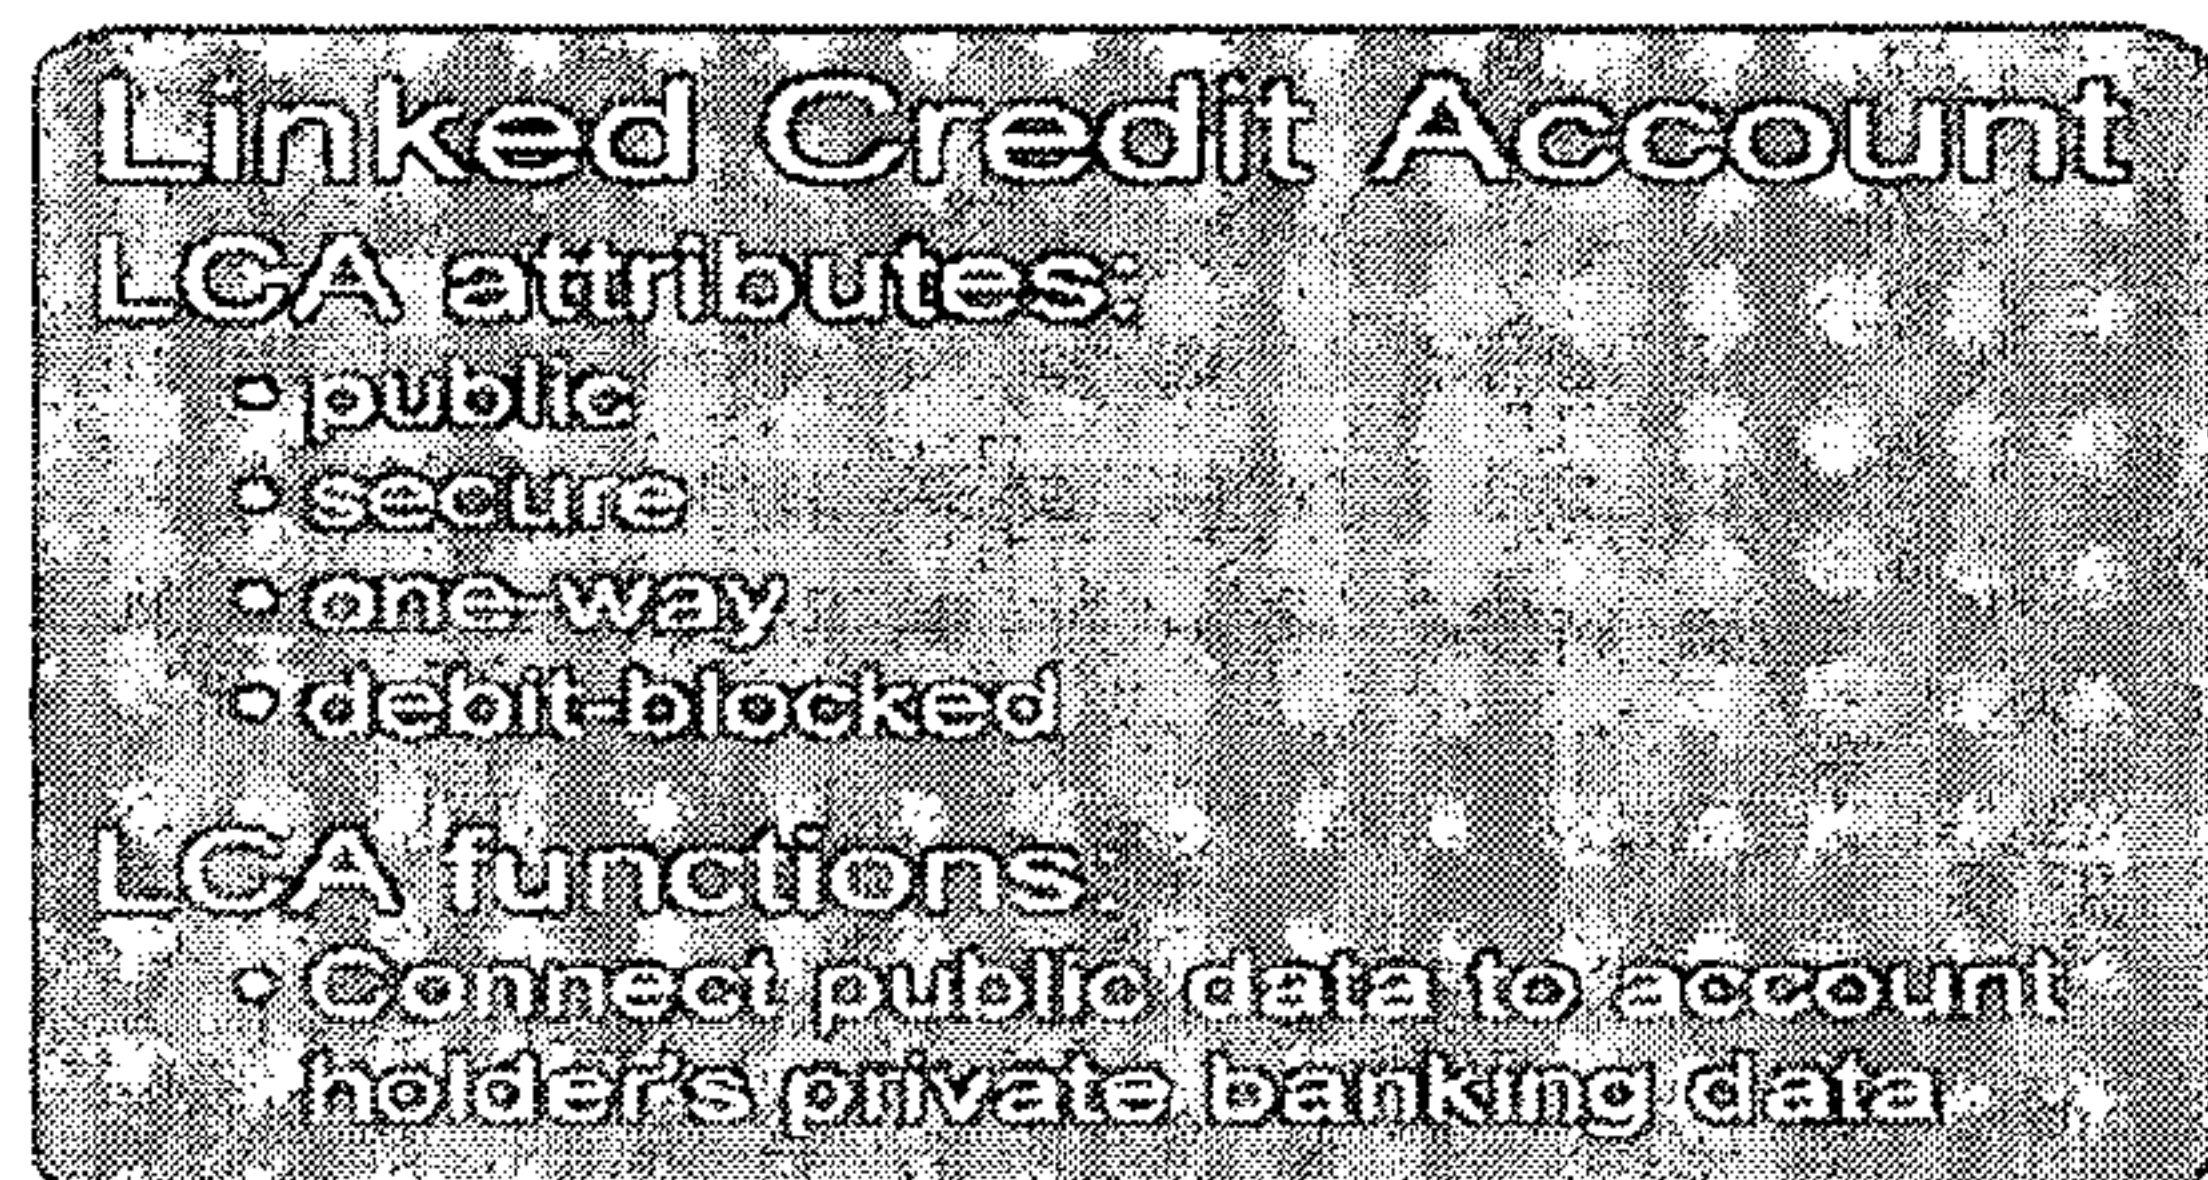 Linked Credit Account
LCA attributes:
• public
• secure
• one-way
• debit-blocked
LCA functions:
• Connect public data to account
holder's private banking data